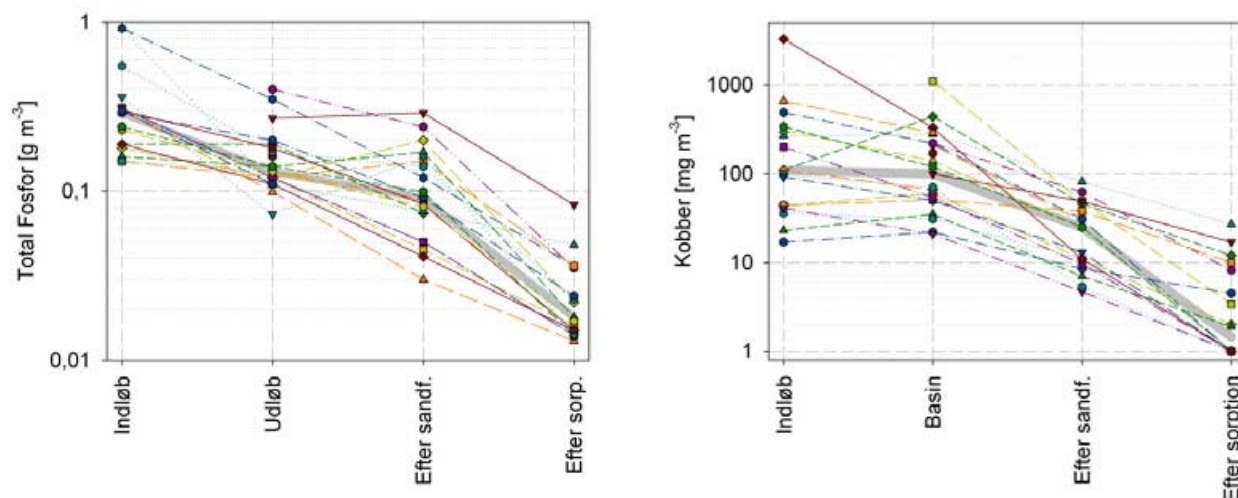 Total Fosfor [g m⁻³]
1
0,1
0,01
Indløb
Udløb
Efter sandf.
Efter sorp.
Kobber [mg m⁻³]
1000
100
10
1
Indløb
Basin
Efter sandf.
Efter sorption